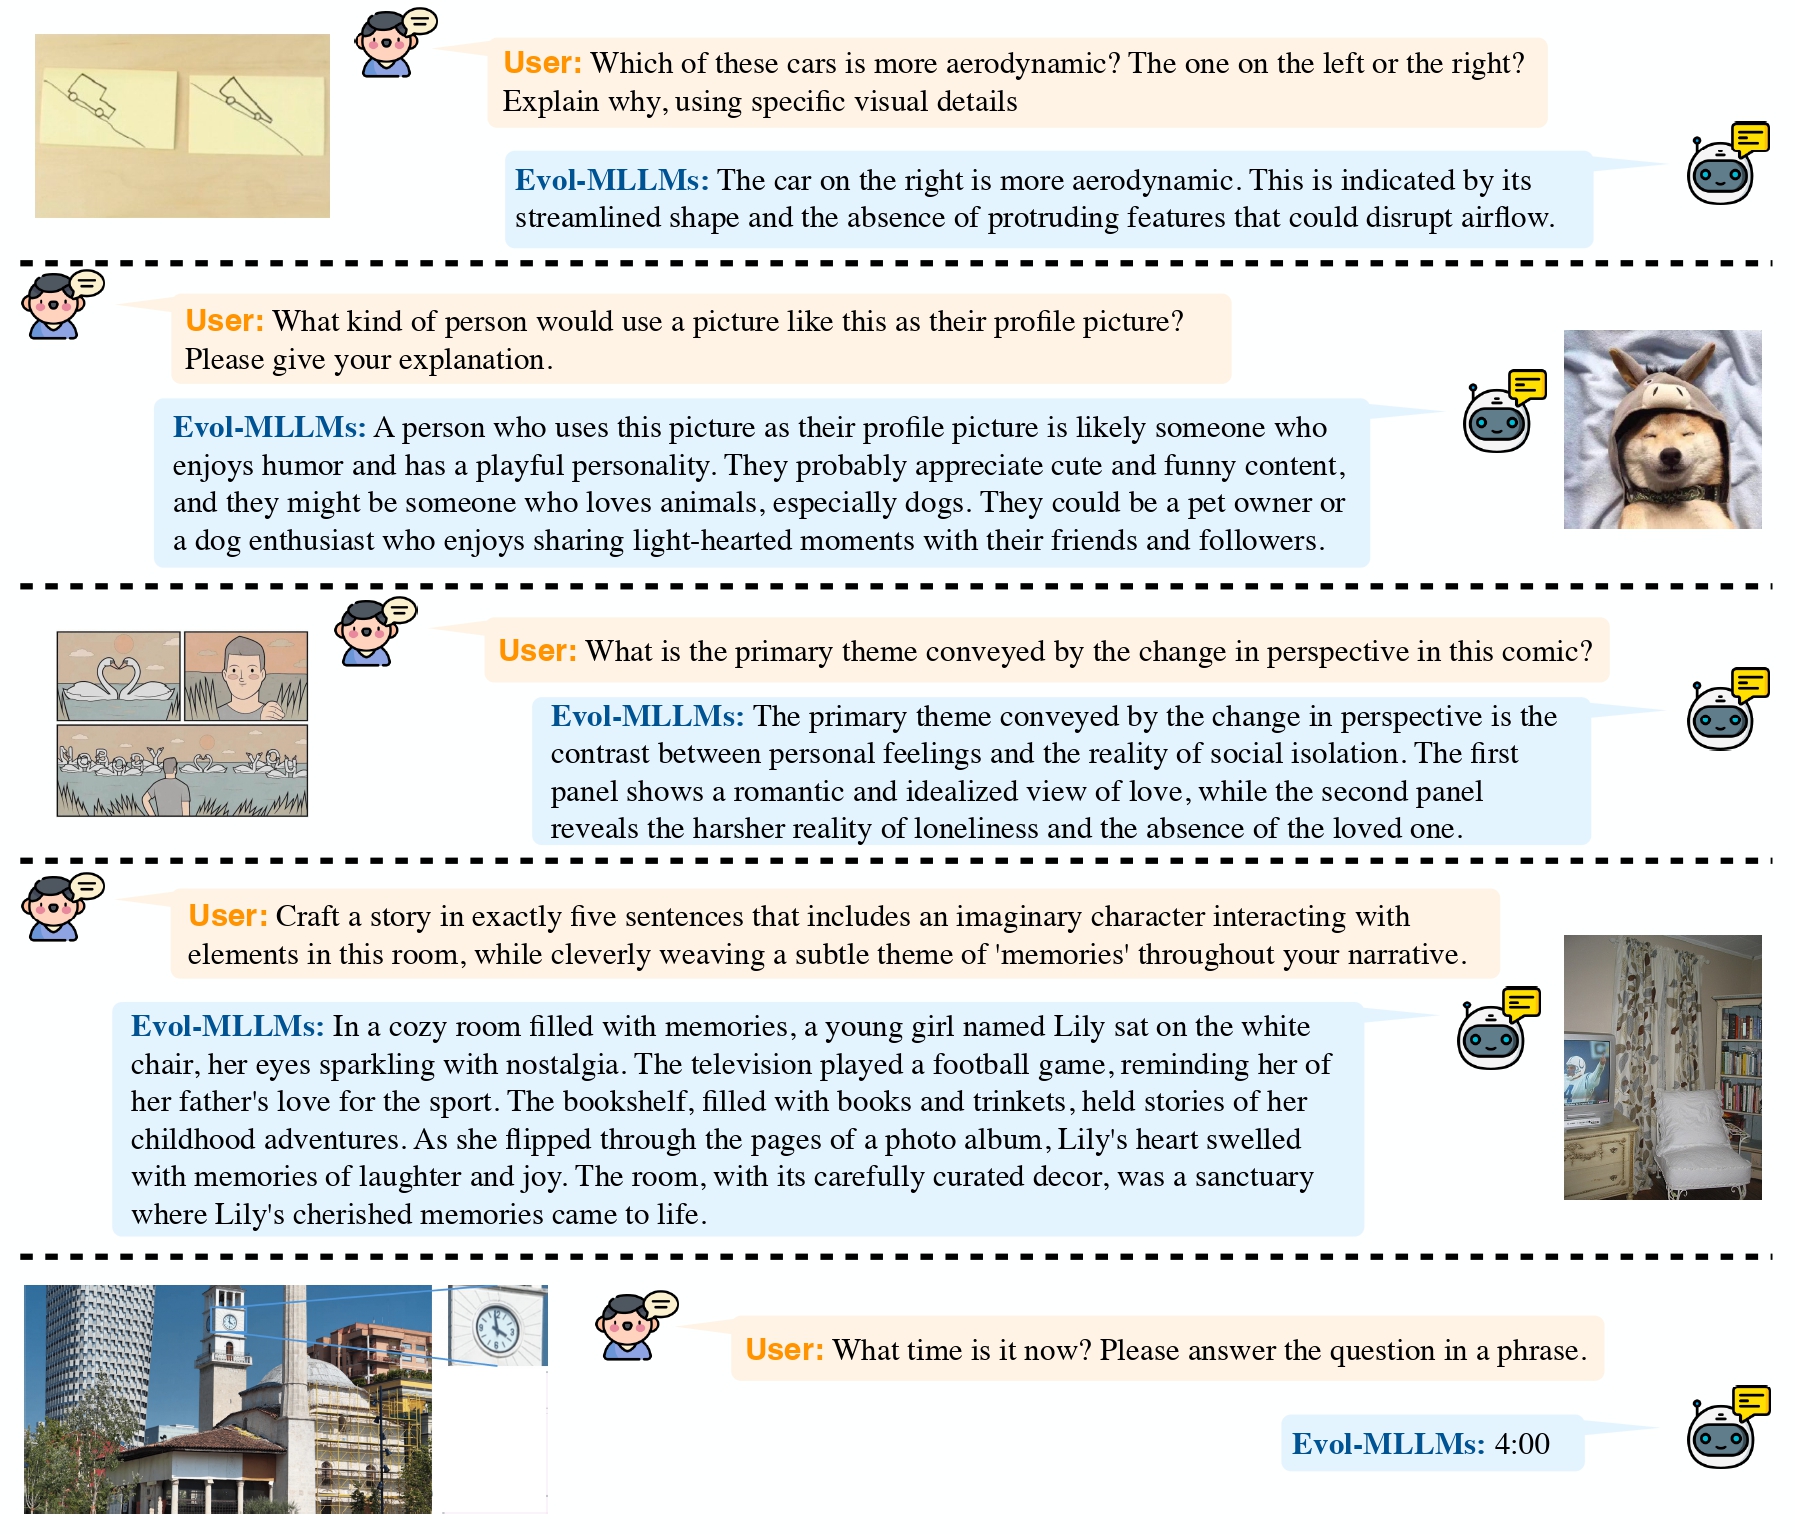 User: Which of these cars is more aerodynamic? The one on the left or the right?
Explain why, using specific visual details
Evol-MLLMs: The car on the right is more aerodynamic. This is indicated by its
streamlined shape and the absence of protruding features that could disrupt airflow.
User: What kind of person would use a picture like this as their profile picture?
Please give your explanation.
Evol-MLLMs: A person who uses this picture as their profile picture is likely someone who
enjoys humor and has a playful personality. They probably appreciate cute and funny content,
and they might be someone who loves animals, especially dogs. They could be a pet owner or
a dog enthusiast who enjoys sharing light-hearted moments with their friends and followers.
User: What is the primary theme conveyed by the change in perspective in this comic?
NOBODY YOU
Evol-MLLMs: The primary theme conveyed by the change in perspective is the
contrast between personal feelings and the reality of social isolation. The first
panel shows a romantic and idealized view of love, while the second panel
reveals the harsher reality of loneliness and the absence of the loved one.
User: Craft a story in exactly five sentences that includes an imaginary character interacting with
elements in this room, while cleverly weaving a subtle theme of 'memories' throughout your narrative.
Evol-MLLMs: In a cozy room filled with memories, a young girl named Lily sat on the white
chair, her eyes sparkling with nostalgia. The television played a football game, reminding her of
her father's love for the sport. The bookshelf, filled with books and trinkets, held stories of her
childhood adventures. As she flipped through the pages of a photo album, Lily's heart swelled
with memories of laughter and joy. The room, with its carefully curated decor, was a sanctuary
where Lily's cherished memories came to life.
User: What time is it now? Please answer the question in a phrase.
Evol-MLLMs: 4:00